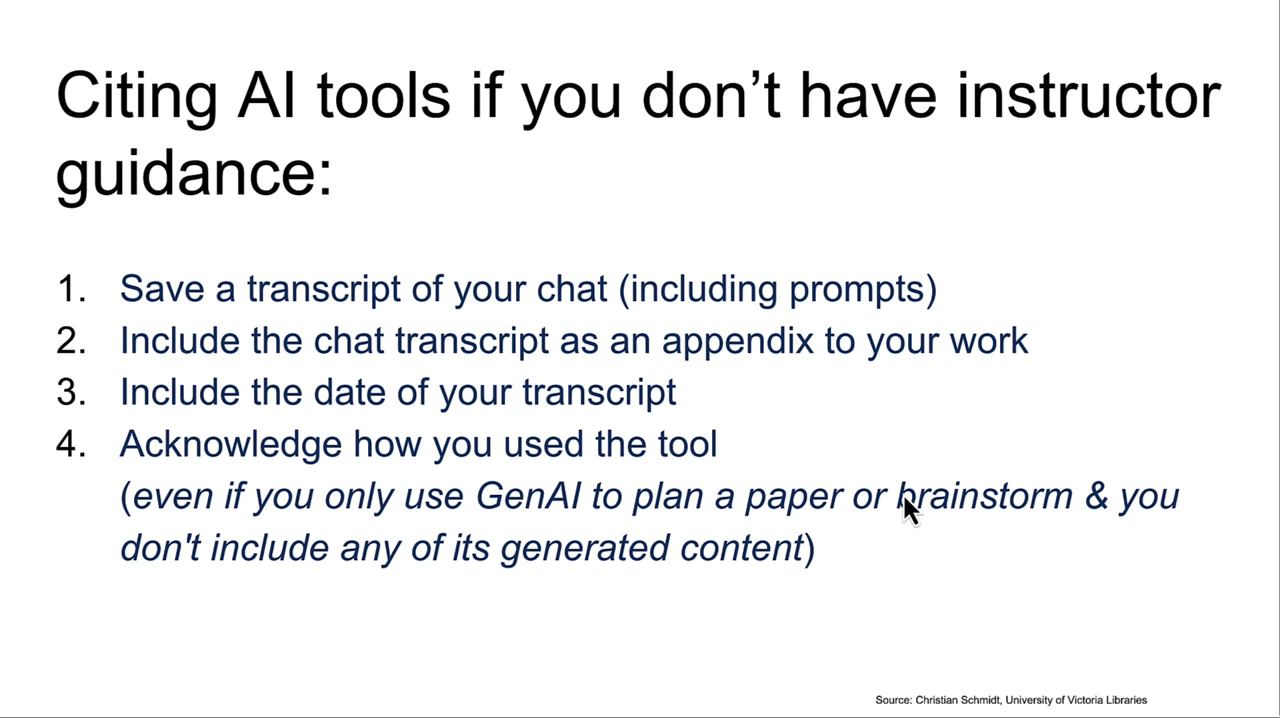 Citing AI tools if you don’t have instructor
guidance:
1. Save a transcript of your chat (including prompts)
2. Include the chat transcript as an appendix to your work
3. Include the date of your transcript
4. Acknowledge how you used the tool
(even if you only use GenAI to plan a paper or brainstorm & you
don't include any of its generated content)
Source: Christian Schmidt, University of Victoria Libraries